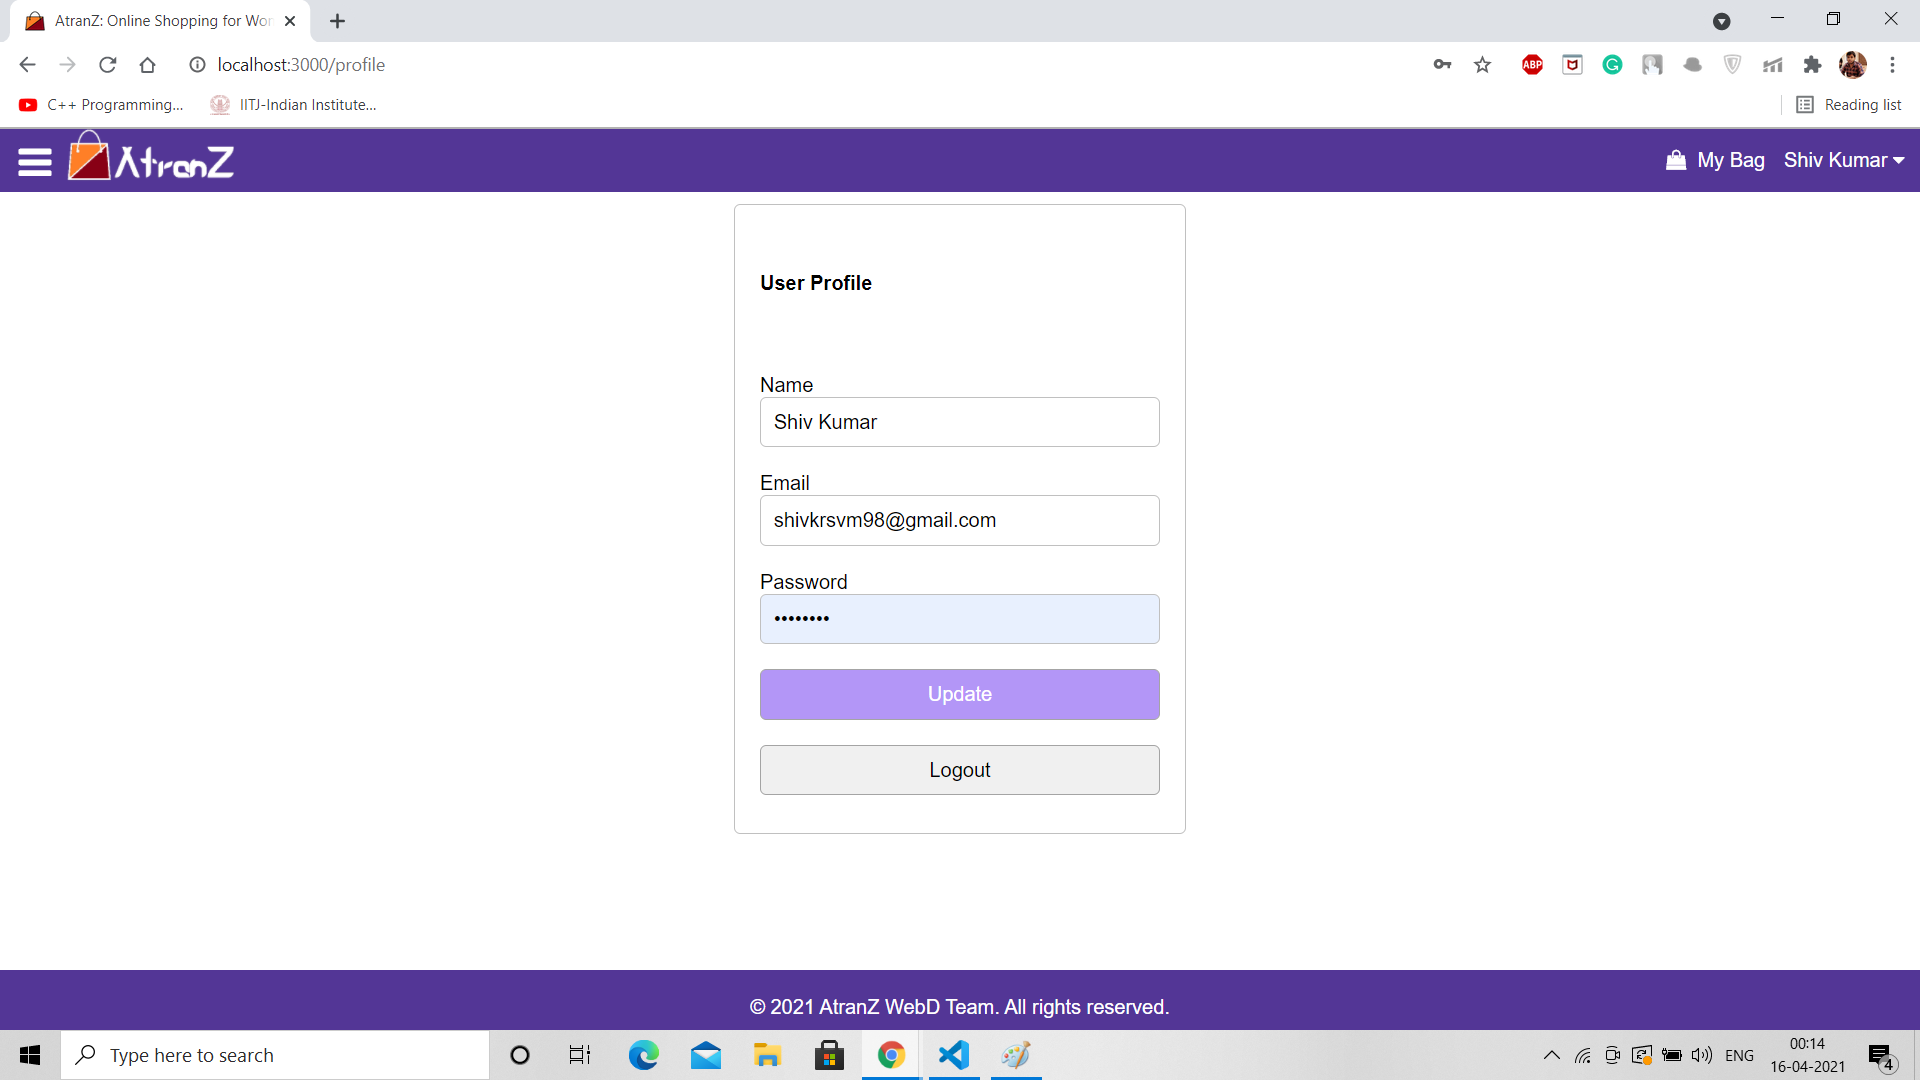 AtranZ: Online Shopping for Wor
localhost:3000/profile
ABP
C++ Programming...
IITJ-Indian Institute...
Reading list
AtranZ
My Bag
Shiv Kumar
User Profile
Name
Shiv Kumar
Email
shivkrsvm98@gmail.com
Password
••••••••
Update
Logout
© 2021 AtranZ WebD Team. All rights reserved.
Type here to search
ENG
00:14
16-04-2021
4